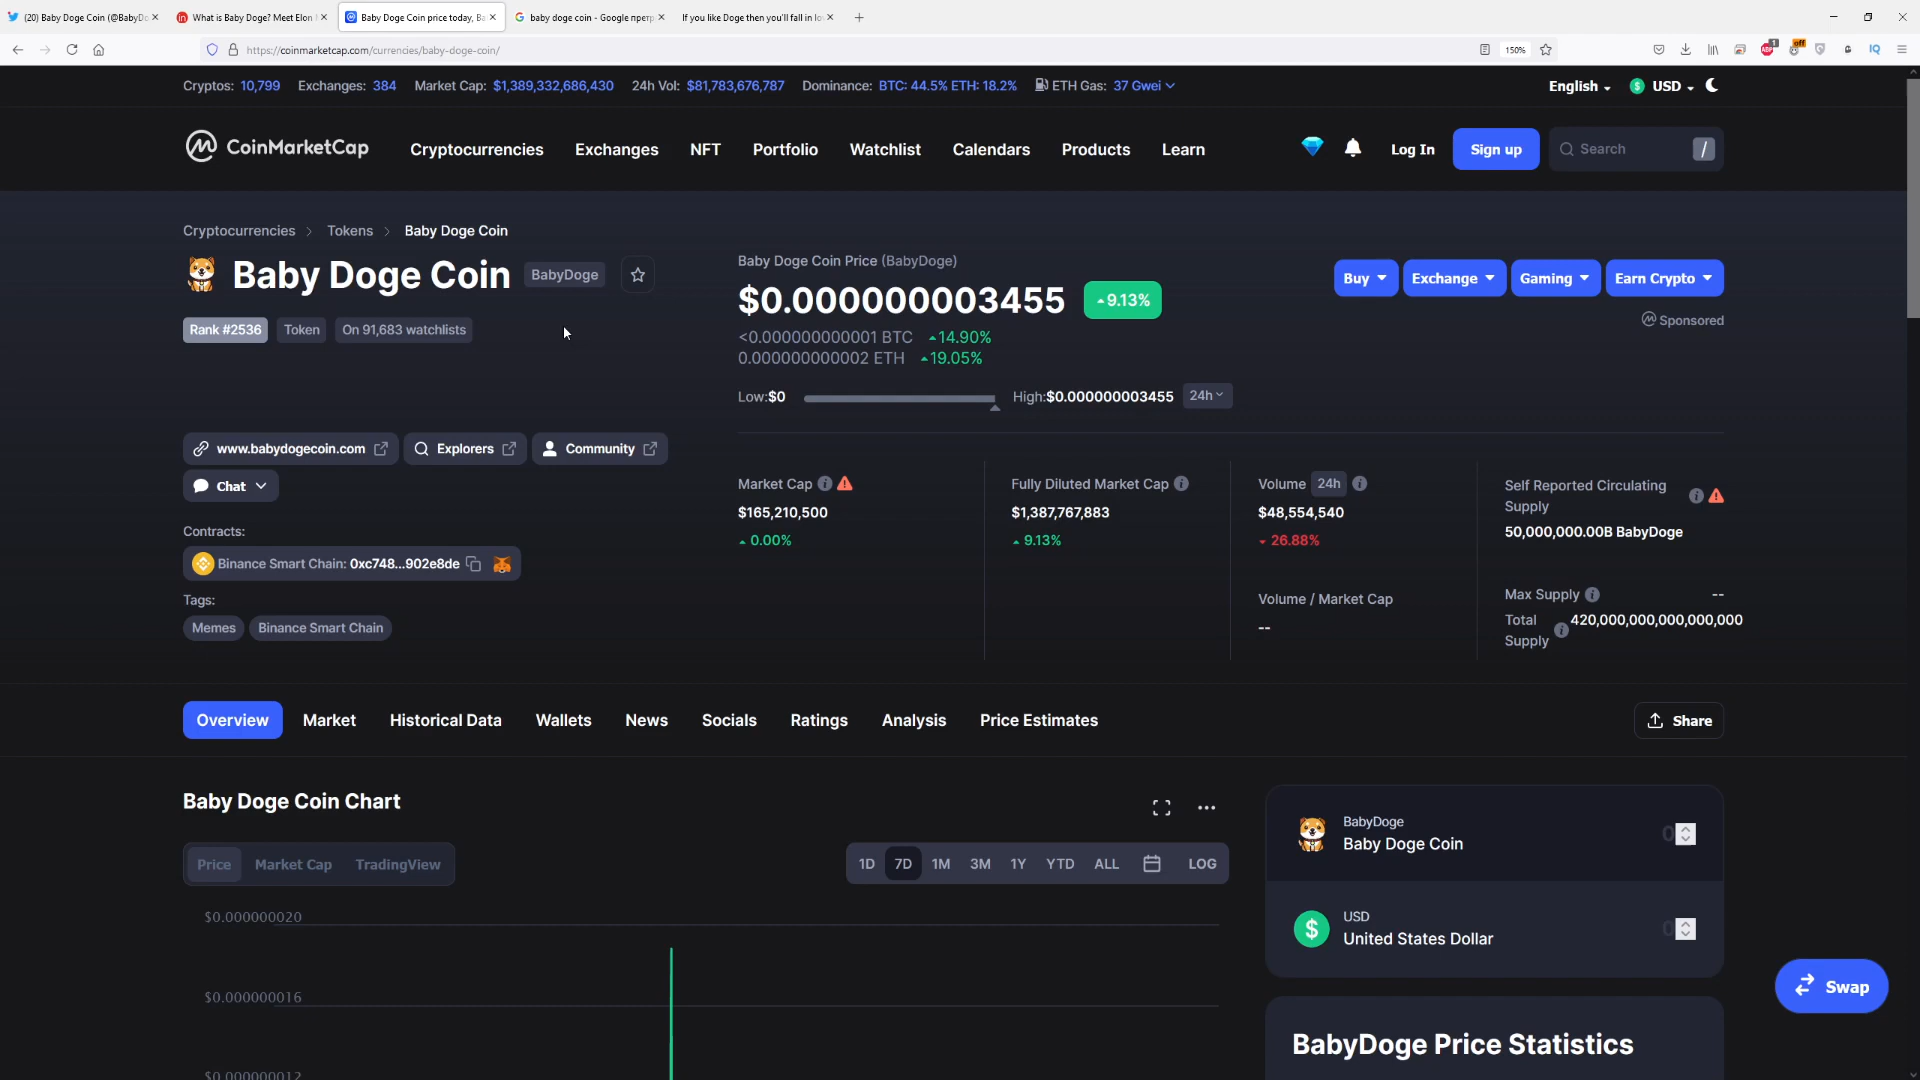 (20) Baby Doge Coin (@BabyDo
What is Baby Doge? Meet Elon
Baby Doge Coin price today, Ba
baby doge coin - Google претр
If you like Doge then you'll fall in lo
https://coinmarketcap.com/currencies/baby-doge-coin/
150%
1
off
IQ
Cryptos: 10,799 Exchanges: 384 Market Cap: $1,389,332,686,430 24h Vol: $81,783,676,787 Dominance: BTC: 44.5% ETH: 18.2% ETH Gas: 37 Gwei
English
USD
CoinMarketCap
Cryptocurrencies Exchanges NFT Portfolio Watchlist Calendars Products Learn
Log In
Sign up
Search /
Cryptocurrencies > Tokens > Baby Doge Coin
Baby Doge Coin BabyDoge
Rank #2536 Token On 91,683 watchlists
Baby Doge Coin Price (BabyDoge)
$0.000000003455 9.13%
<0.000000000001 BTC 14.90%
0.000000000002 ETH 19.05%
Low:$0 High:$0.000000003455 24h
Buy Exchange Gaming Earn Crypto
Sponsored
www.babydogecoin.com Explorers Community
Chat
Contracts:
Binance Smart Chain: 0xc748...902e8de
Tags:
Memes Binance Smart Chain
Market Cap
$165,210,500
0.00%
Fully Diluted Market Cap
$1,387,767,883
9.13%
Volume 24h
$48,554,540
26.88%
Volume / Market Cap
--
Self Reported Circulating
Supply
50,000,000.00B BabyDoge
Max Supply --
Total 420,000,000,000,000,000
Supply
Overview Market Historical Data Wallets News Socials Ratings Analysis Price Estimates
Share
Baby Doge Coin Chart
Price Market Cap TradingView
1D 7D 1M 3M 1Y YTD ALL LOG
$0.000000020
$0.000000016
$0.000000012
BabyDoge
Baby Doge Coin
0
USD
United States Dollar
0
Swap
BabyDoge Price Statistics